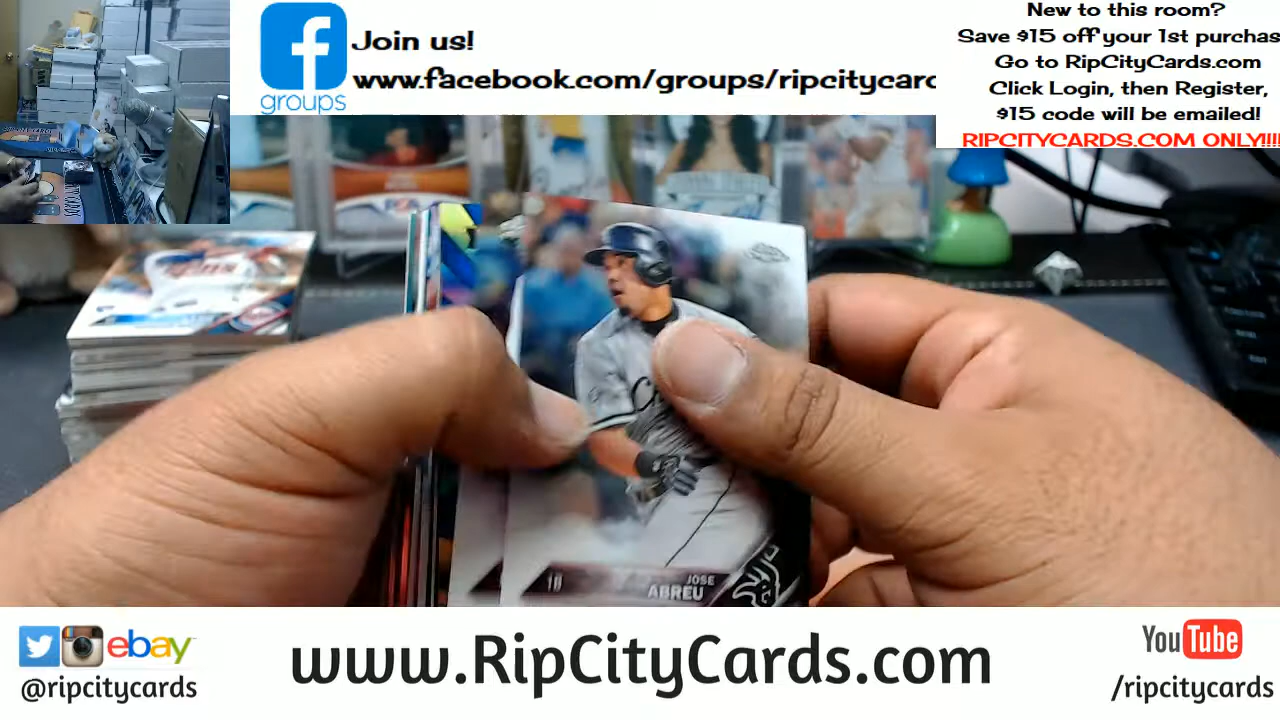 Join us!
www.facebook.com/groups/ripcitycarc
groups
New to this room?
Save $15 off your 1st purchas
Go to RipCityCards.com
Click Login, then Register,
$15 code will be emailed!
RIPCITYCARDS.COM ONLY!!!!
1B
JOSE
ABREU
ebay
@ripcitycards
www.RipCityCards.com
YouTube
/ripcitycards